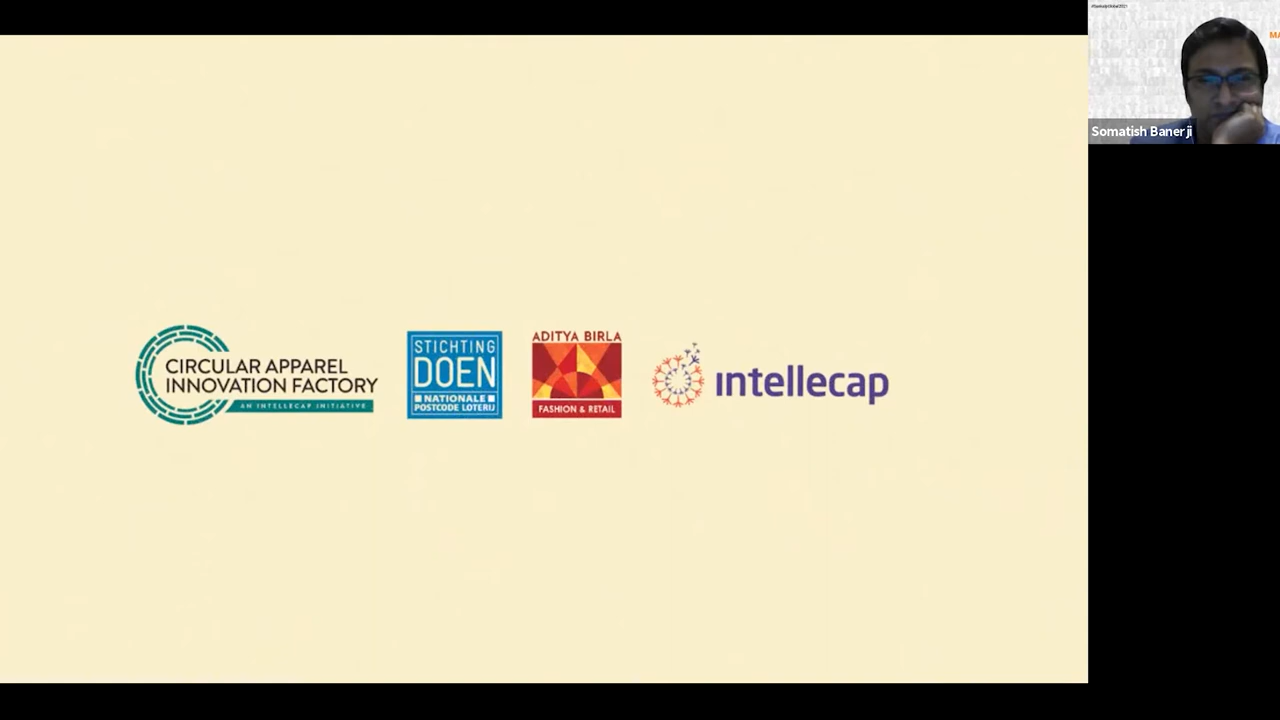 CIRCULAR APPAREL
INNOVATION FACTORY
AN INTELLECAP INITIATIVE
STICHTING
DOEN
NATIONALE
POSTCODE LOTERIJ
ADITYA BIRLA
FASHION & RETAIL
intellecap
MA
Somatish Banerji